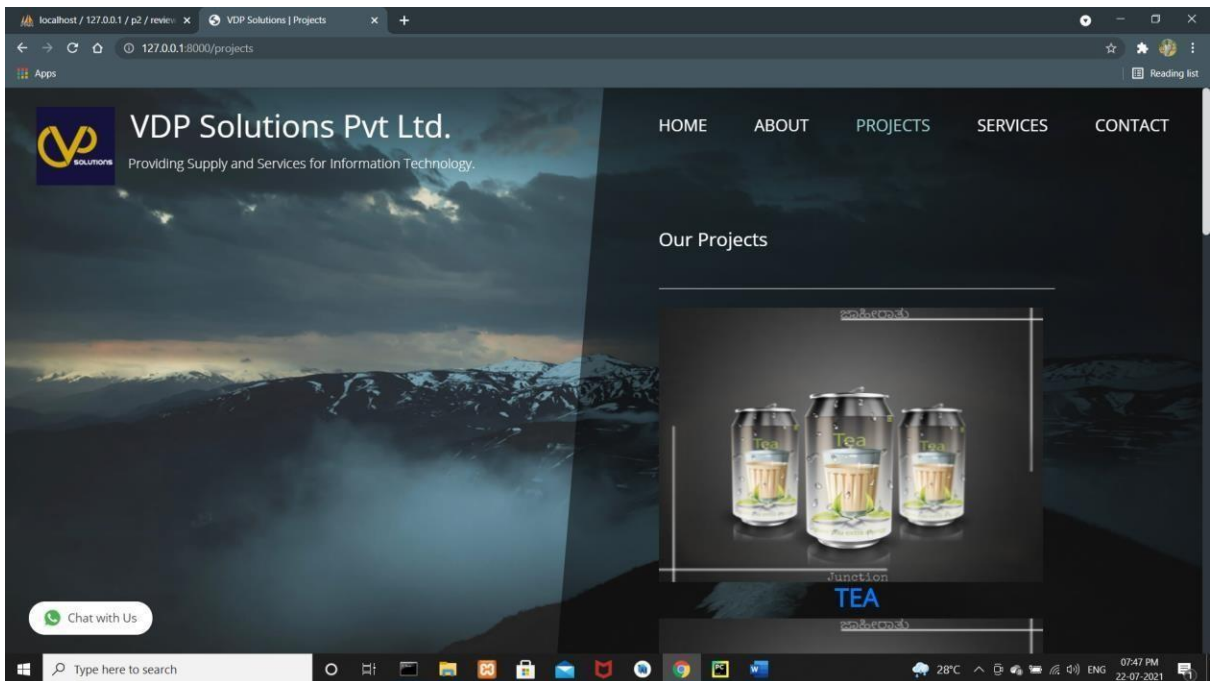 localhost / 127.0.0.1 / p2 / review
VDP Solutions | Projects
127.0.0.1:8000/projects
Apps
Reading list
VP
SOLUTIONS
VDP Solutions Pvt Ltd.
Providing Supply and Services for Information Technology.
HOME ABOUT PROJECTS SERVICES CONTACT
Our Projects
ಜಾಹೀರಾತು
Tea Tea Tea
Junction
TEA
ಜಾಹೀರಾತು
Chat with Us
Type here to search
28°C
ENG
07:47 PM
22-07-2021